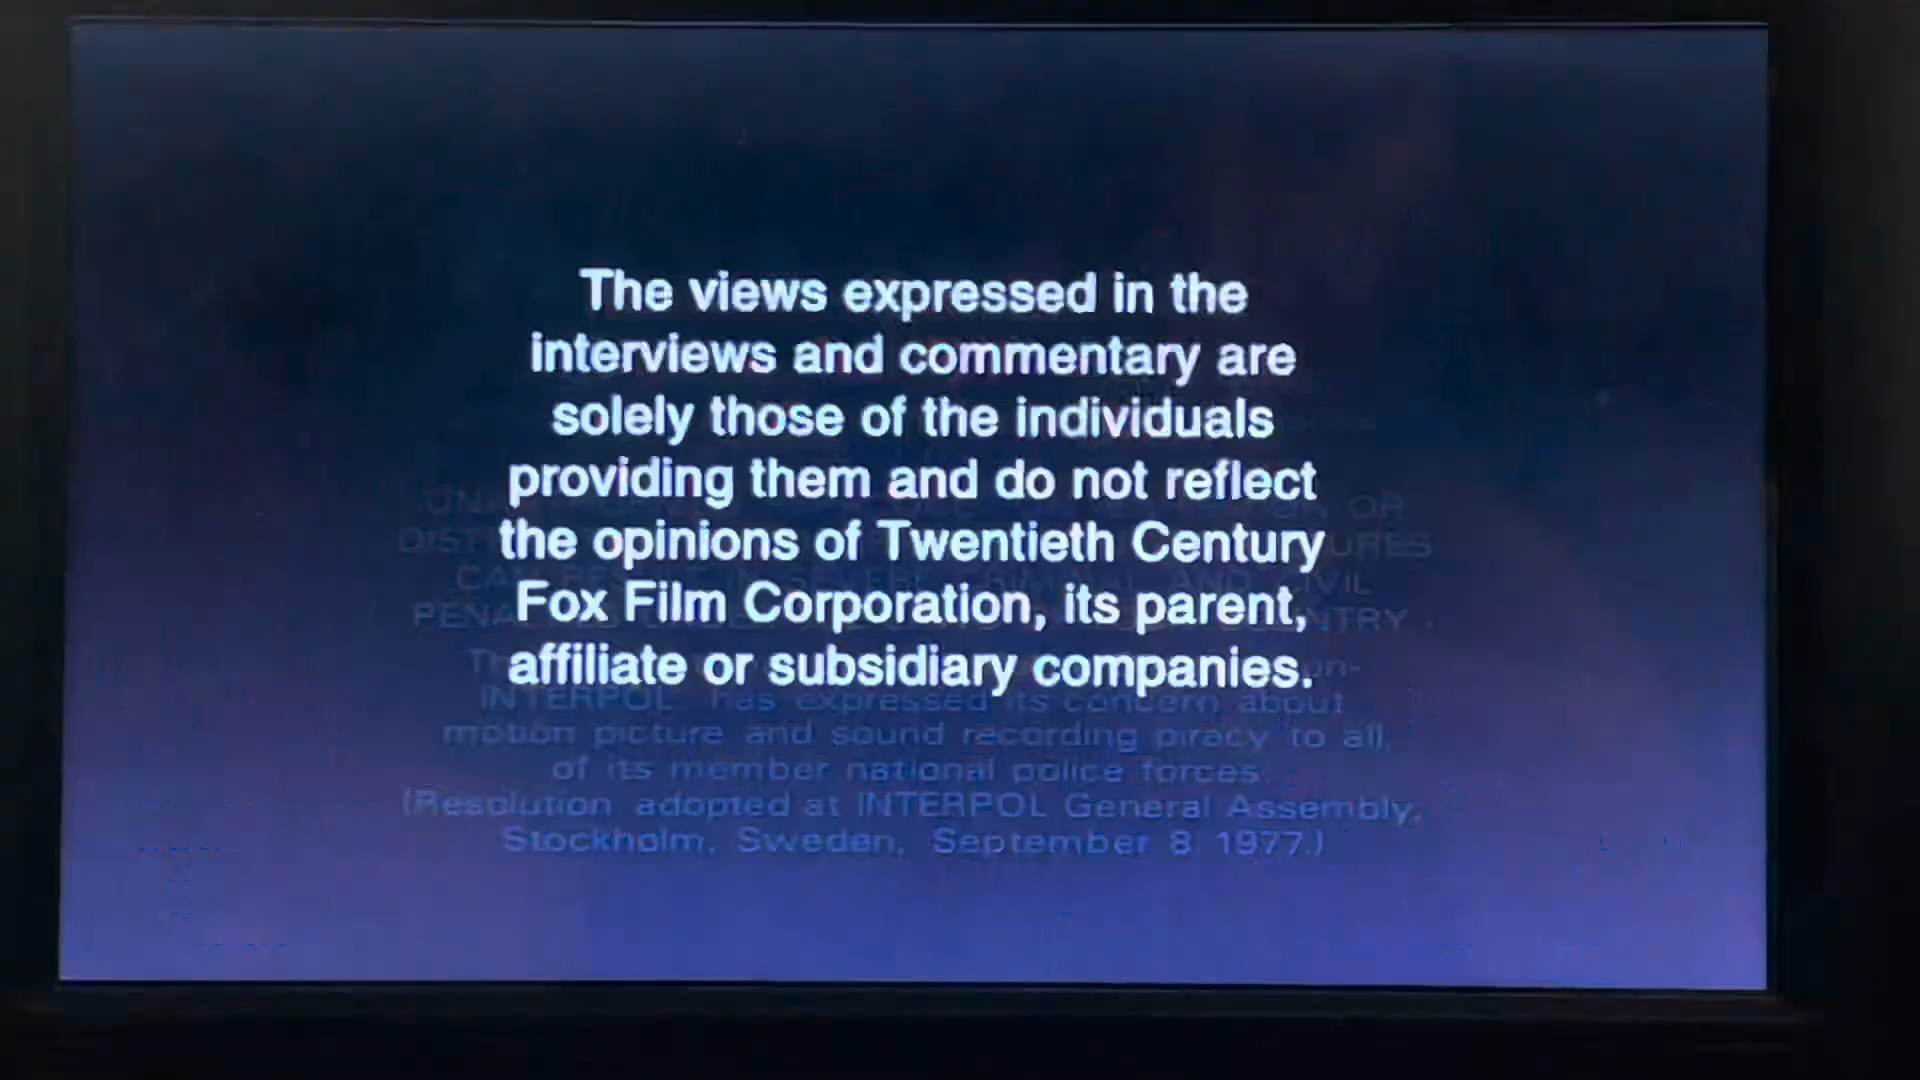 The views expressed in the
interviews and commentary are
solely those of the individuals
providing them and do not reflect
the opinions of Twentieth Century
Fox Film Corporation, its parent,
affiliate or subsidiary companies.
INTERPOL has expressed its concern about
motion picture and sound recording piracy to all
of its member national police forces.
(Resolution adopted at INTERPOL General Assembly,
Stockholm, Sweden, September 8 1977.)